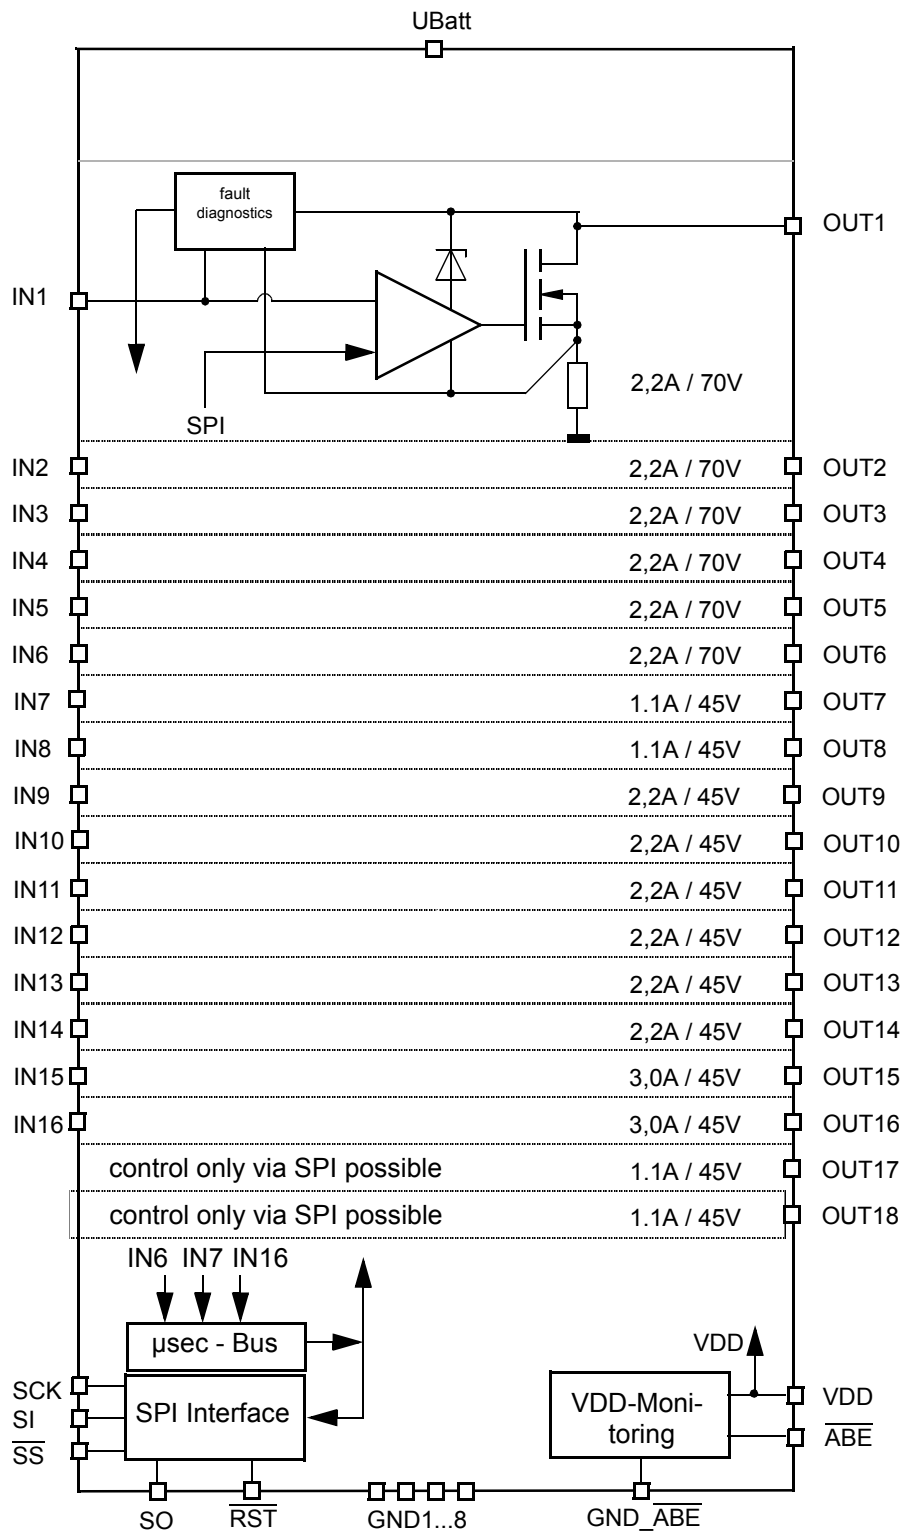 UBatt
fault
diagnostics
OUT1
IN1
2,2A / 70V
SPI
IN2 2,2A / 70V OUT2
IN3 2,2A / 70V OUT3
IN4 2,2A / 70V OUT4
IN5 2,2A / 70V OUT5
IN6 2,2A / 70V OUT6
IN7 1.1A / 45V OUT7
IN8 1.1A / 45V OUT8
IN9 2,2A / 45V OUT9
IN10 2,2A / 45V OUT10
IN11 2,2A / 45V OUT11
IN12 2,2A / 45V OUT12
IN13 2,2A / 45V OUT13
IN14 2,2A / 45V OUT14
IN15 3,0A / 45V OUT15
IN16 3,0A / 45V OUT16
control only via SPI possible 1.1A / 45V OUT17
control only via SPI possible 1.1A / 45V OUT18
IN6 IN7 IN16
µsec - Bus
VDD
SCK
SI
SS
SPI Interface
VDD-Moni-
toring
VDD
ABE
SO
RST
GND1...8
GND_ABE